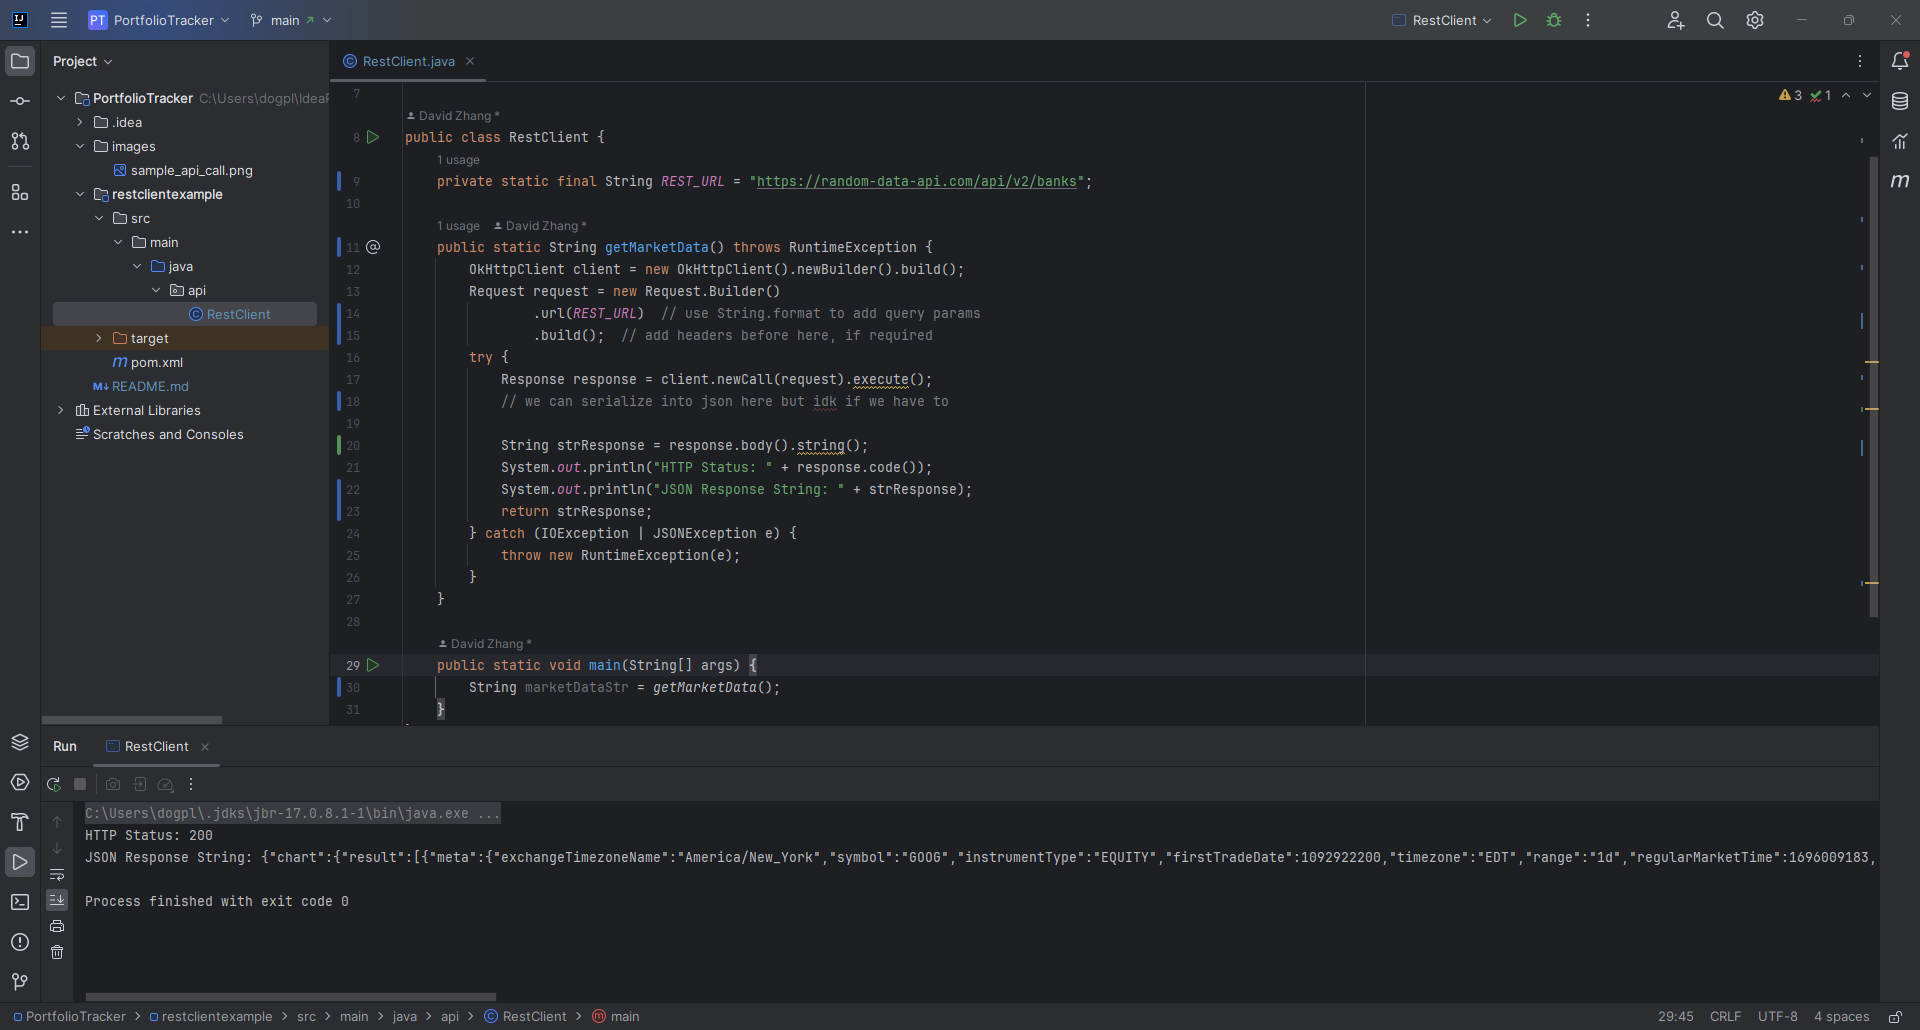 PT PortfolioTracker main RestClient
Project
PortfolioTracker C:\Users\dogpl\IdeaP
.idea
images
sample_api_call.png
restclientexample
src
main
java
api
RestClient
target
m pom.xml
M↓ README.md
External Libraries
Scratches and Consoles
RestClient.java
3 1
7
David Zhang *
8 public class RestClient {
1 usage
9 private static final String REST_URL = "https://random-data-api.com/api/v2/banks";
10
1 usage David Zhang *
11 @ public static String getMarketData() throws RuntimeException {
12 OkHttpClient client = new OkHttpClient().newBuilder().build();
13 Request request = new Request.Builder()
14 .url(REST_URL)  // use String.format to add query params
15 .build();  // add headers before here, if required
16 try {
17 Response response = client.newCall(request).execute();
18 // we can serialize into json here but idk if we have to
19
20 String strResponse = response.body().string();
21 System.out.println("HTTP Status: " + response.code());
22 System.out.println("JSON Response String: " + strResponse);
23 return strResponse;
24 } catch (IOException | JSONException e) {
25 throw new RuntimeException(e);
26 }
27 }
28
David Zhang *
29 public static void main(String[] args) {
30 String marketDataStr = getMarketData();
31 }
m
Run RestClient
C:\Users\dogpl\.jdks\jbr-17.0.8.1-1\bin\java.exe ...
HTTP Status: 200
JSON Response String: {"chart":{"result":[{"meta":{"exchangeTimezoneName":"America/New_York","symbol":"GOOG","instrumentType":"EQUITY","firstTradeDate":1092922200,"timezone":"EDT","range":"1d","regularMarketTime":1696009183,
Process finished with exit code 0
PortfolioTracker > restclientexample > src > main > java > api > RestClient > main
29:45 CRLF UTF-8 4 spaces